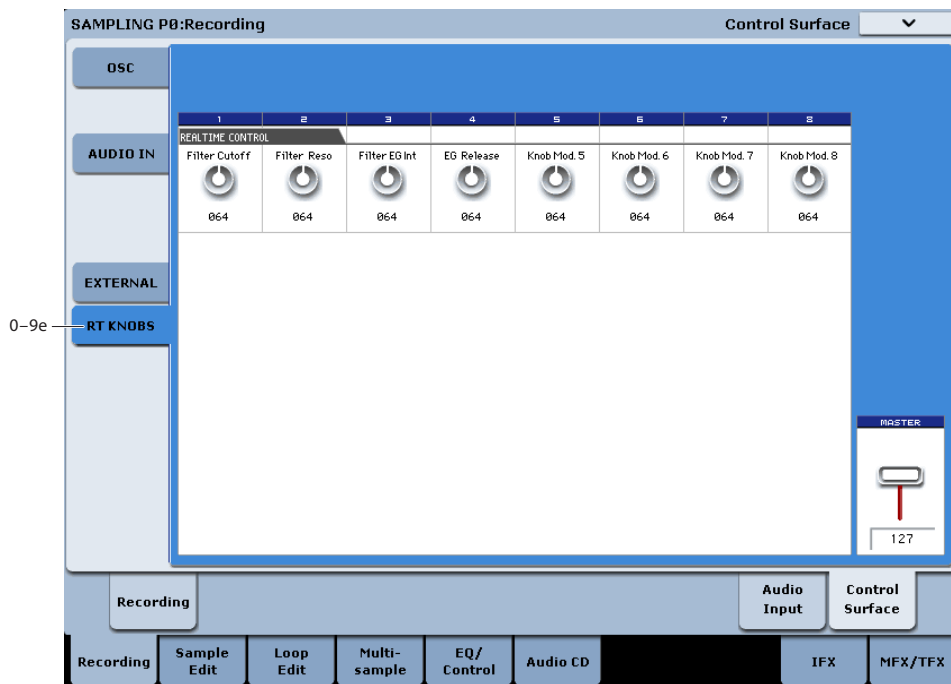 SAMPLING P0:Recording
Control Surface
OSC
AUDIO IN
EXTERNAL
0–9e
RT KNOBS
1 2 3 4 5 6 7 8
REALTIME CONTROL
Filter Cutoff Filter Reso Filter EG Int EG Release Knob Mod. 5 Knob Mod. 6 Knob Mod. 7 Knob Mod. 8
064 064 064 064 064 064 064 064
MASTER
127
Recording
Audio Input
Control Surface
Recording
Sample Edit
Loop Edit
Multi-sample
EQ/ Control
Audio CD
IFX
MFX/TFX